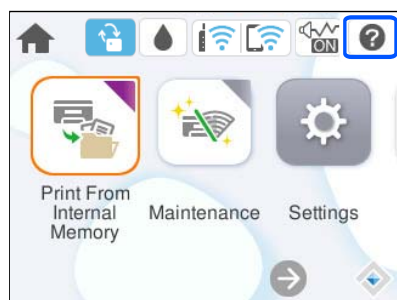 ON
?
Print From
Internal
Memory
Maintenance
Settings